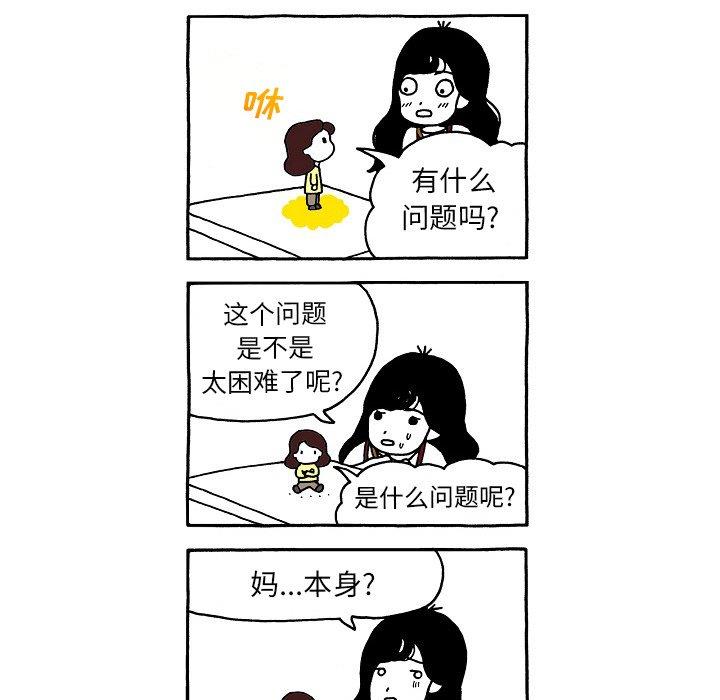 咻
有什么
问题吗?
这个问题
是不是
太困难了呢?
是什么问题呢?
妈...本身?